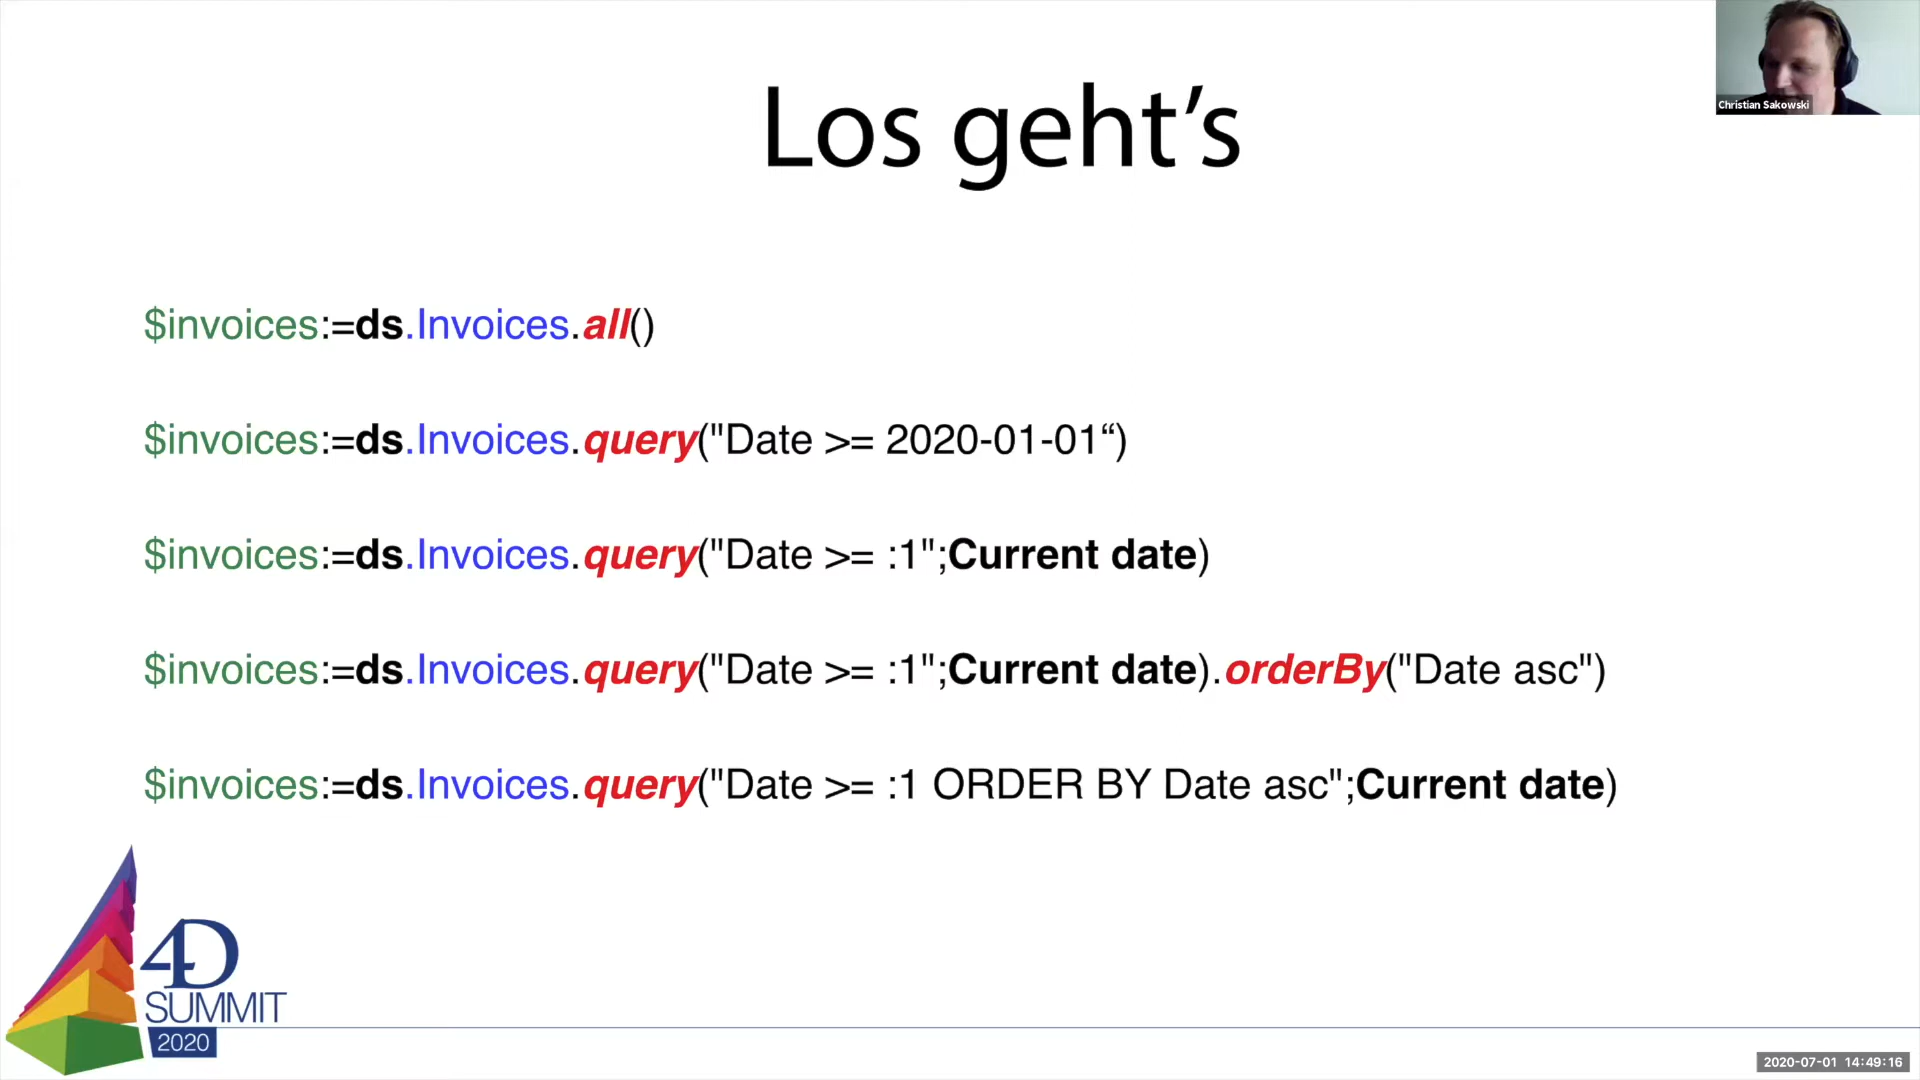 Los geht’s
Christian Sakowski
$invoices:=ds.Invoices.all()
$invoices:=ds.Invoices.query("Date >= 2020-01-01“)
$invoices:=ds.Invoices.query("Date >= :1";Current date)
$invoices:=ds.Invoices.query("Date >= :1";Current date).orderBy("Date asc")
$invoices:=ds.Invoices.query("Date >= :1 ORDER BY Date asc";Current date)
4D
SUMMIT
2020
2020-07-01 14:49:16